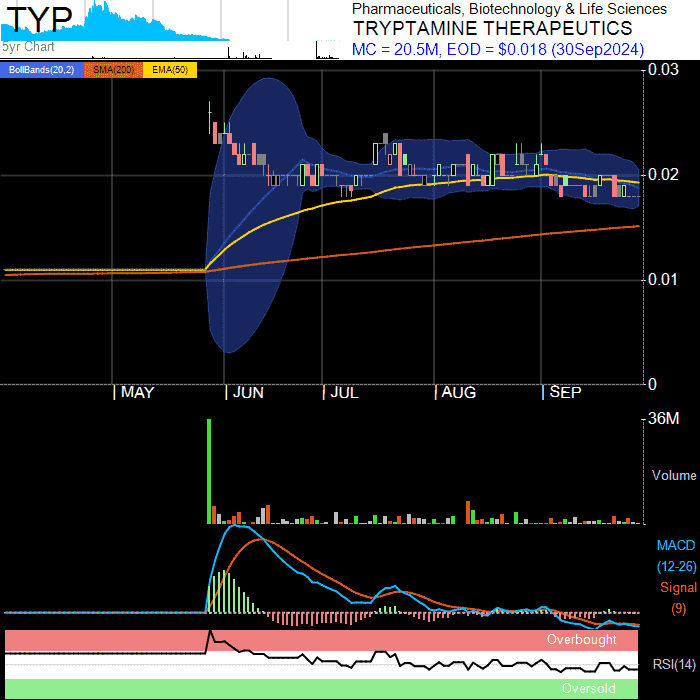 TYP
5yr Chart
Pharmaceuticals, Biotechnology & Life Sciences
TRYPTAMINE THERAPEUTICS
MC = 20.5M, EOD = $0.018 (30Sep2024)
BollBands(20,2) SMA(200) EMA(50)
0.03
0.02
0.01
0
MAY JUN JUL AUG SEP
36M
Volume
MACD
(12-26)
Signal
(9)
Overbought
RSI(14)
Oversold